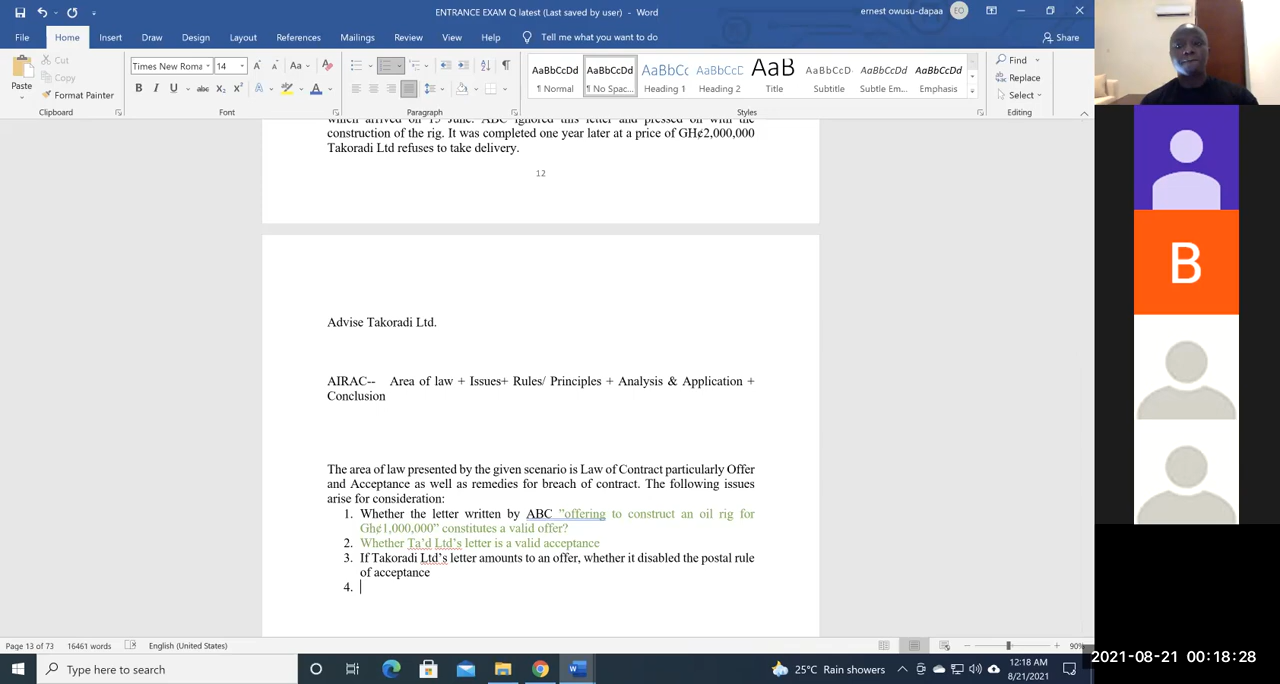 ENTRANCE EXAM Q latest (Last saved by user) - Word
ernest owusu-dapaa EO
File Home Insert Draw Design Layout References Mailings Review View Help Tell me what you want to do Share
Paste Cut Copy Format Painter
Times New Roma 14 Aa
B I U abc X₂ X² A A
AaBbCcDd AaBbCcDd AaBbCc AaBbCcDd AaB AaBbCcD AaBbCcDd AaBbCcDd
¶ Normal ¶ No Spac... Heading 1 Heading 2 Title Subtitle Subtle Em... Emphasis
Find Replace Select
Clipboard Font Paragraph Styles Editing
which arrived on 15 June. ABC ignored this letter and pressed on with the
construction of the rig. It was completed one year later at a price of GH¢2,000,000
Takoradi Ltd refuses to take delivery.
12
Advise Takoradi Ltd.
AIRAC-- Area of law + Issues+ Rules/ Principles + Analysis & Application +
Conclusion
The area of law presented by the given scenario is Law of Contract particularly Offer
and Acceptance as well as remedies for breach of contract. The following issues
arise for consideration:
1. Whether the letter written by ABC ”offering to construct an oil rig for
Gh¢1,000,000” constitutes a valid offer?
2. Whether Ta’d Ltd’s letter is a valid acceptance
3. If Takoradi Ltd’s letter amounts to an offer, whether it disabled the postal rule
of acceptance
4.
B
Page 13 of 73 16461 words English (United States) 90%
Type here to search
25°C Rain showers
12:18 AM
8/21/2021
2021-08-21 00:18:28